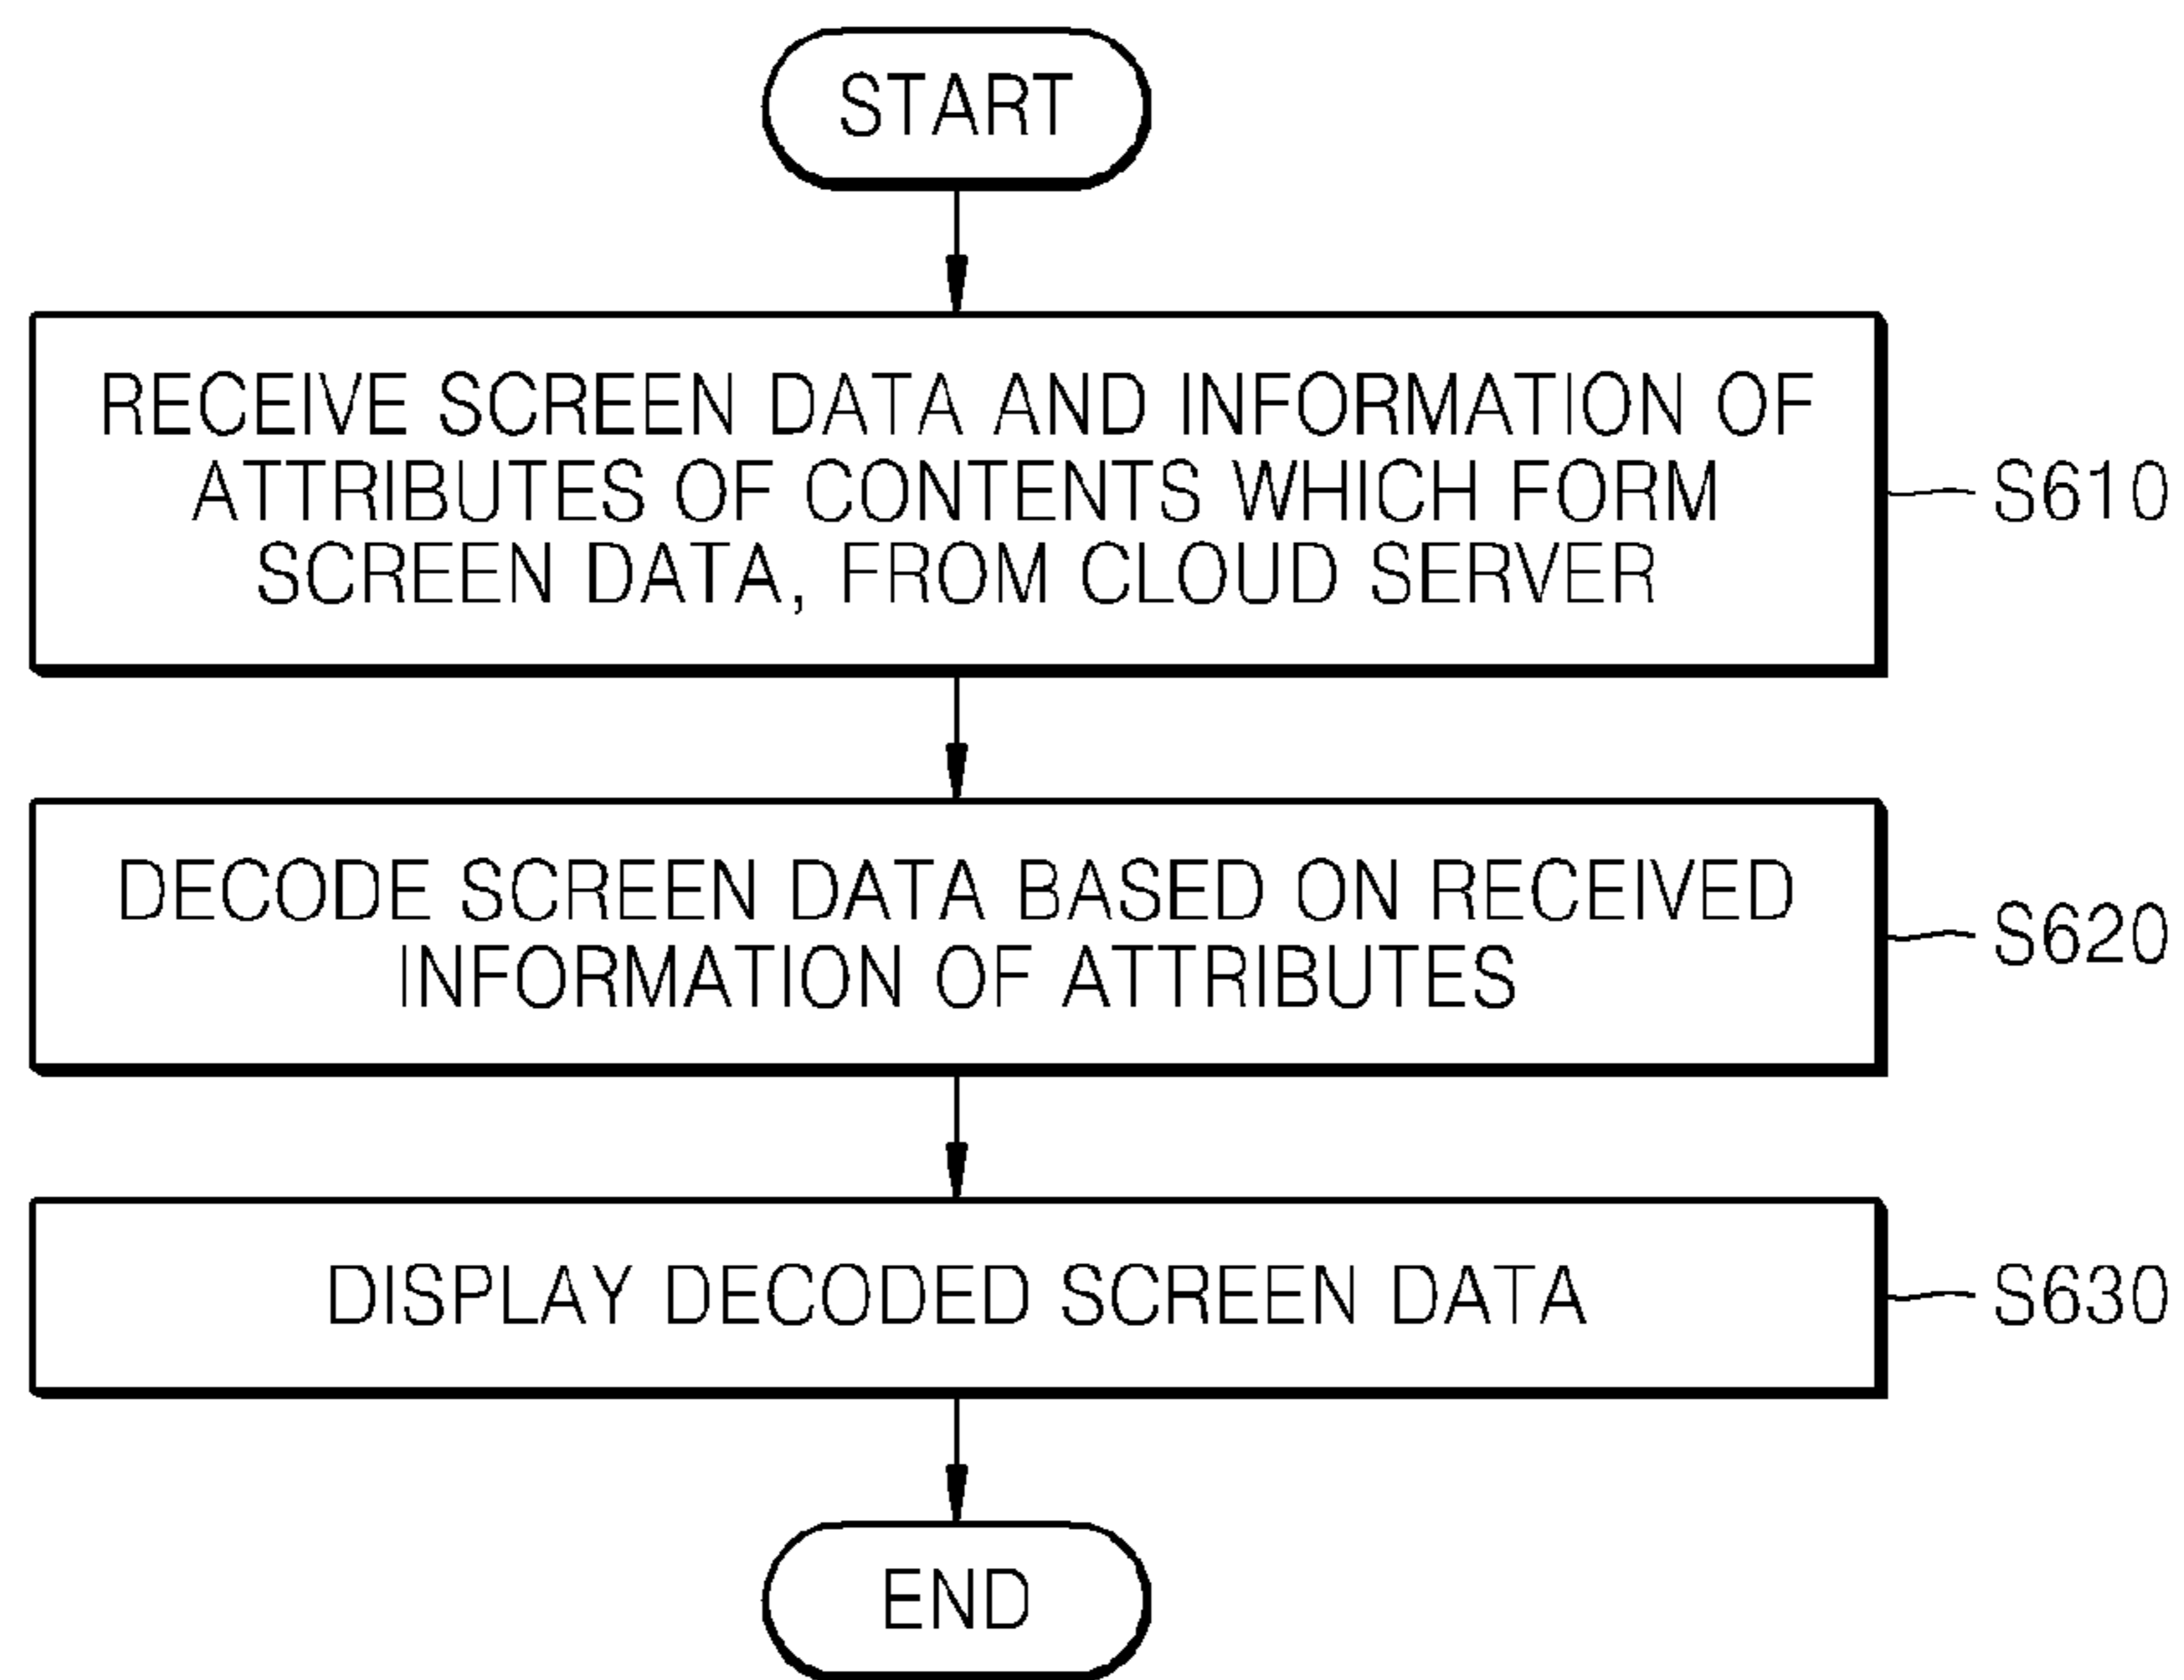 START
RECEIVE SCREEN DATA AND INFORMATION OF
ATTRIBUTES OF CONTENTS WHICH FORM
SCREEN DATA, FROM CLOUD SERVER
S610
DECODE SCREEN DATA BASED ON RECEIVED
INFORMATION OF ATTRIBUTES
S620
DISPLAY DECODED SCREEN DATA
S630
END